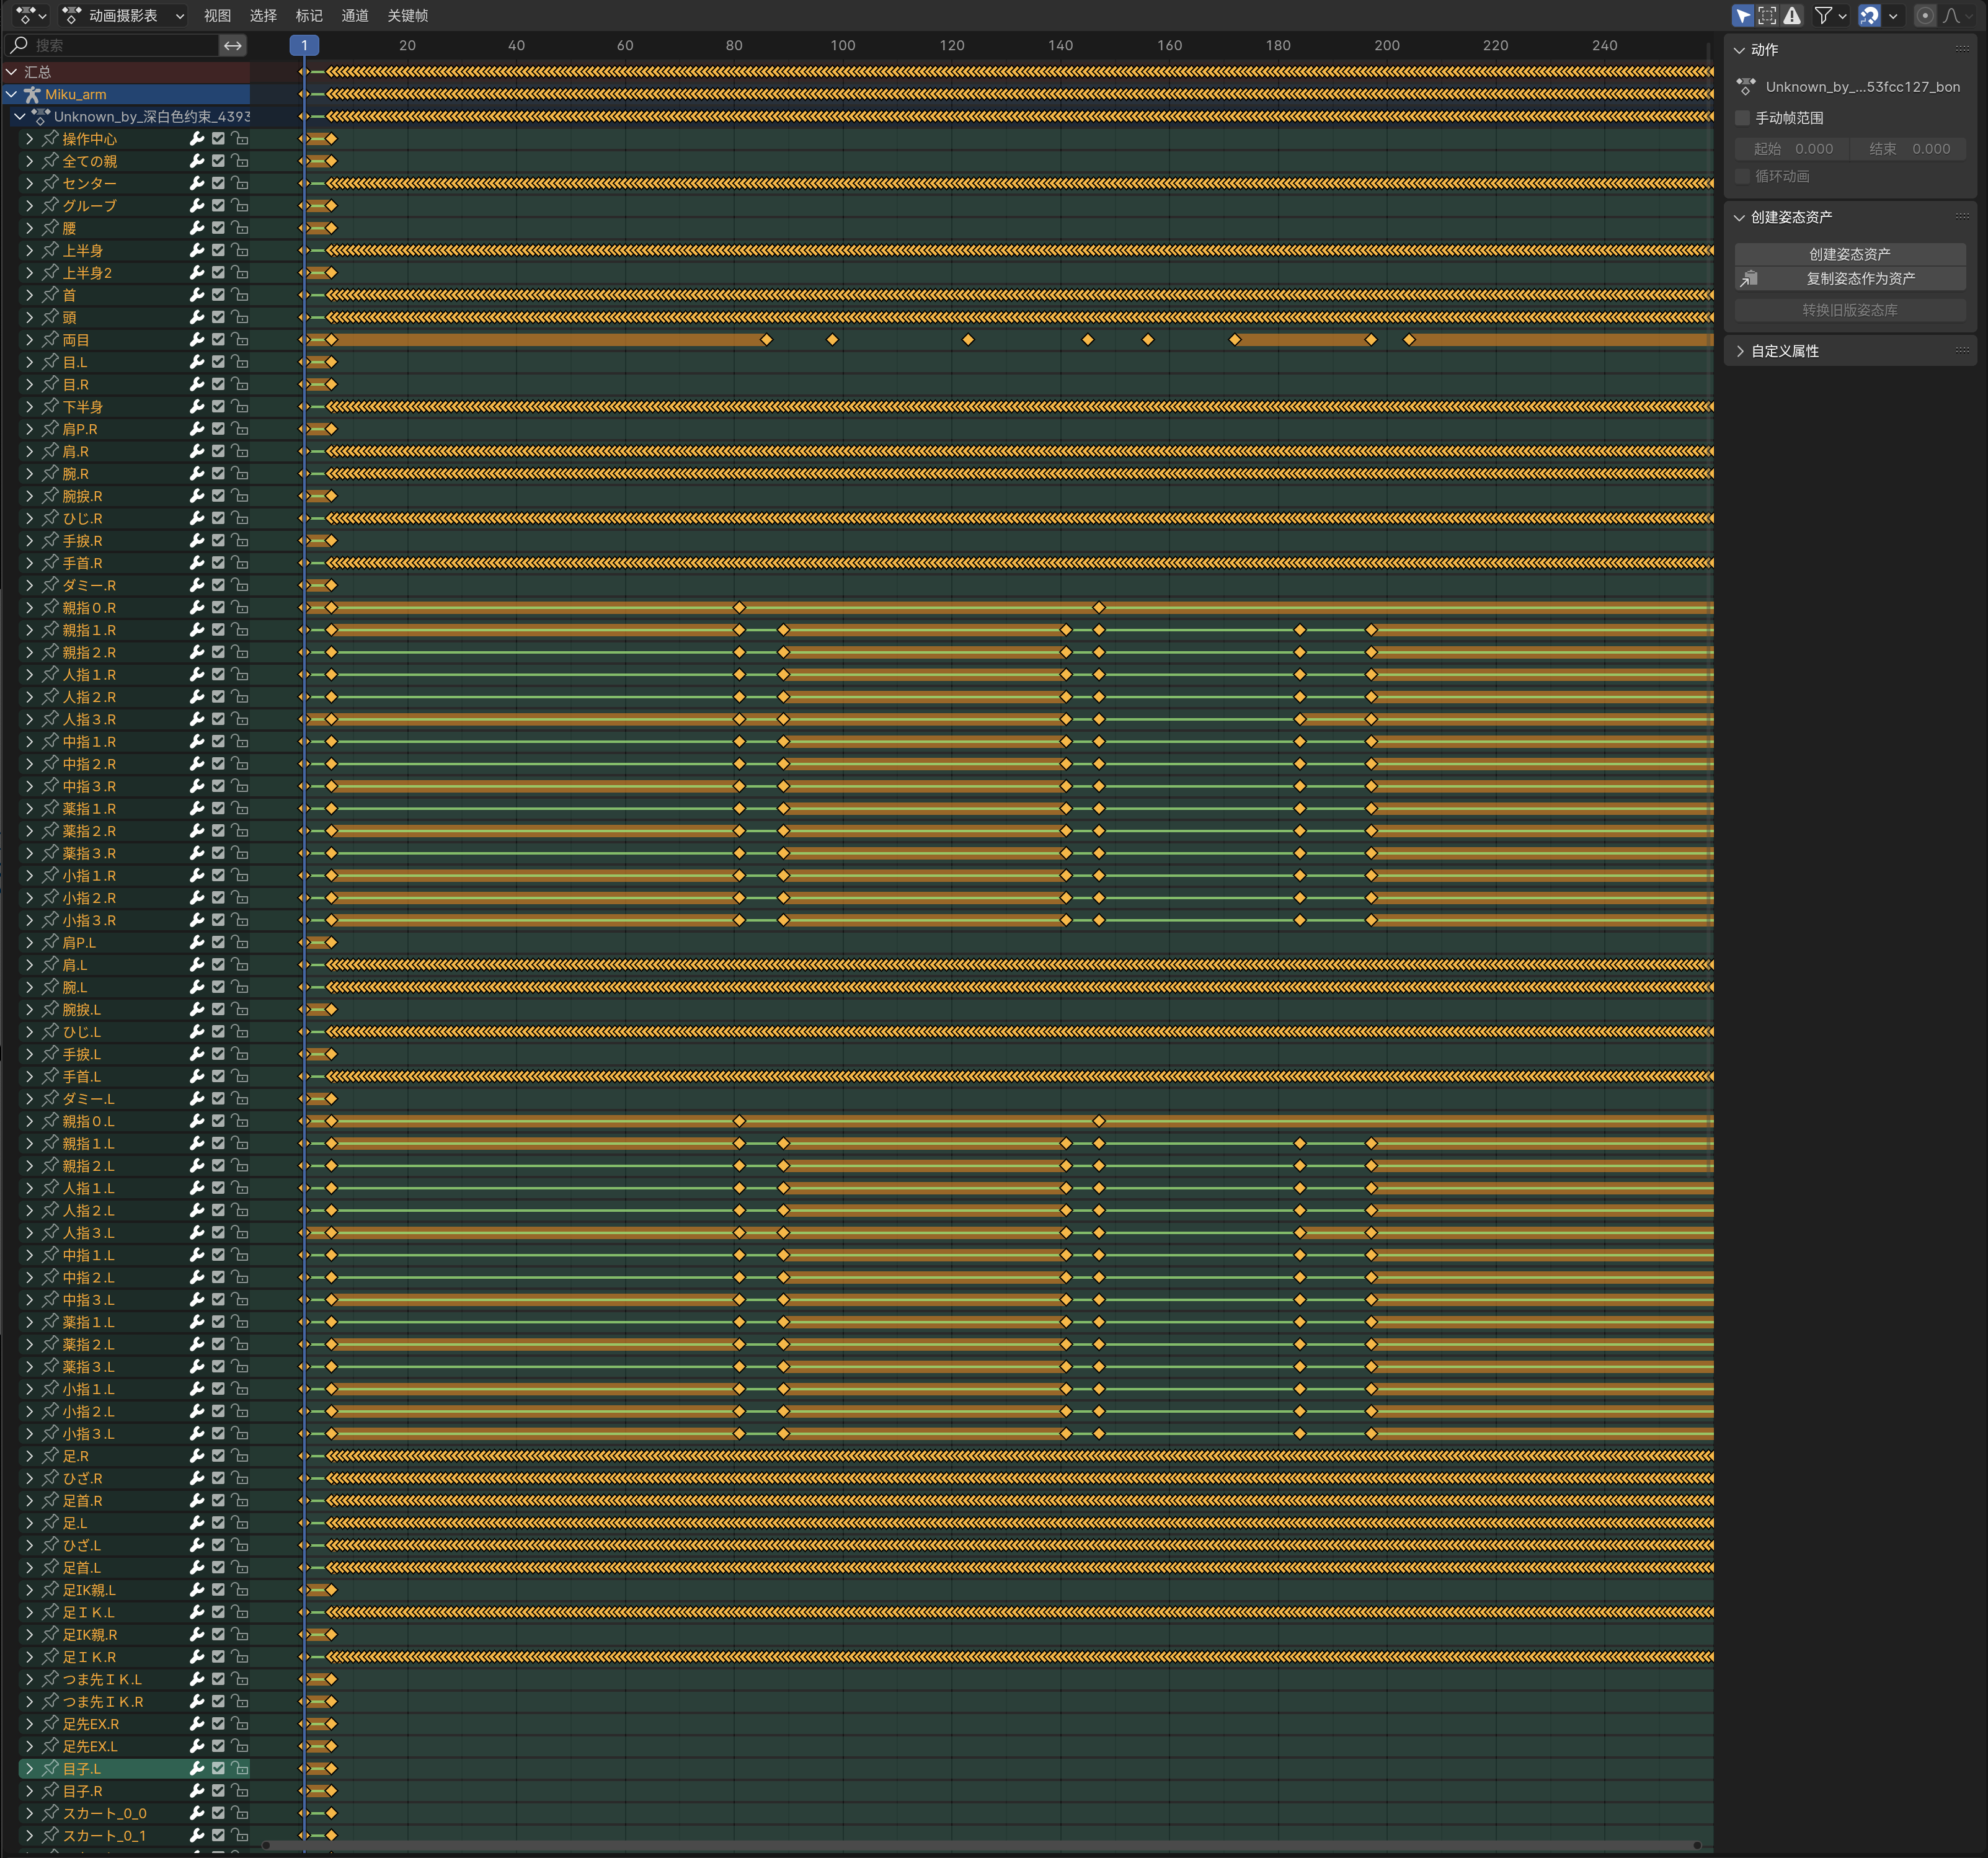 动画摄影表 视图 选择 标记 通道 关键帧
搜索
1 20 40 60 80 100 120 140 160 180 200 220 240
汇总
Miku_arm
Unknown_by_深白色约束_4393
操作中心
全ての親
センター
グルーブ
腰
上半身
上半身2
首
頭
両目
目.L
目.R
下半身
肩P.R
肩.R
腕.R
腕捩.R
ひじ.R
手捩.R
手首.R
ダミー.R
親指０.R
親指１.R
親指２.R
人指１.R
人指２.R
人指３.R
中指１.R
中指２.R
中指３.R
薬指１.R
薬指２.R
薬指３.R
小指１.R
小指２.R
小指３.R
肩P.L
肩.L
腕.L
腕捩.L
ひじ.L
手捩.L
手首.L
ダミー.L
親指０.L
親指１.L
親指２.L
人指１.L
人指２.L
人指３.L
中指１.L
中指２.L
中指３.L
薬指１.L
薬指２.L
薬指３.L
小指１.L
小指２.L
小指３.L
足.R
ひざ.R
足首.R
足.L
ひざ.L
足首.L
足IK親.L
足ＩＫ.L
足IK親.R
足ＩＫ.R
つま先ＩＫ.L
つま先ＩＫ.R
足先EX.R
足先EX.L
目子.L
目子.R
スカート_0_0
スカート_0_1
动作
Unknown_by_...53fcc127_bon
手动帧范围
起始 0.000 结束 0.000
循环动画
创建姿态资产
创建姿态资产
复制姿态作为资产
转换旧版姿态库
自定义属性